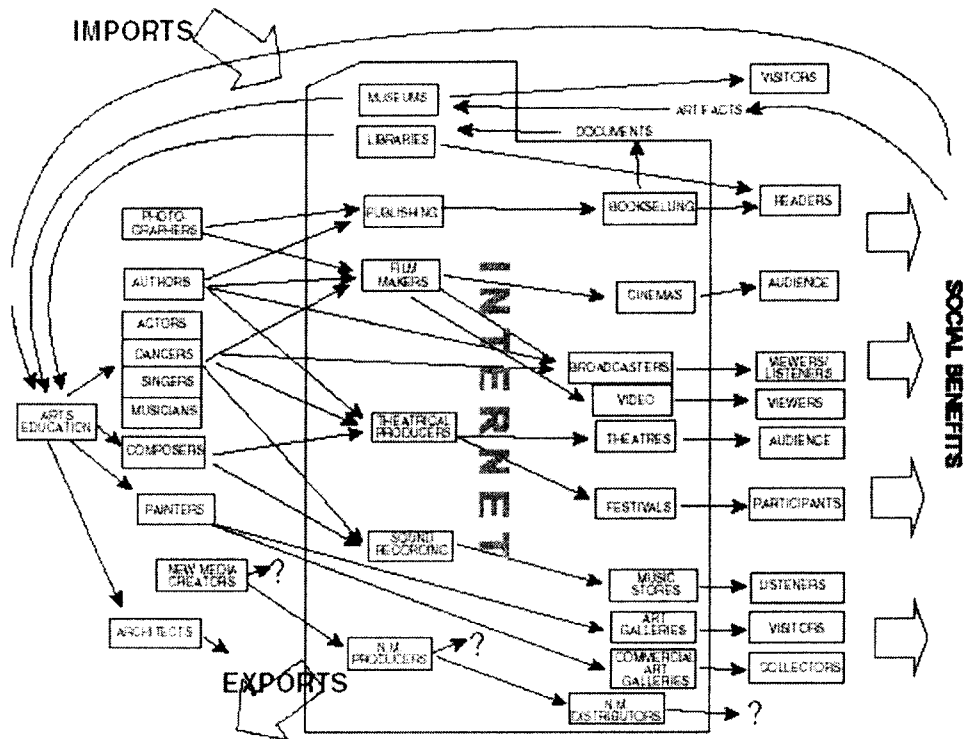 IMPORTS
VISITORS
MUSEUMS
ARTIFACTS
DOCUMENTS
LIBRARIES
PHOTO
GRAPHERS
PUBLISHING
BOOKSELLING
READERS
AUTHORS
FILM
MAKERS
CINEMAS
AUDIENCE
ACTORS
DANCERS
SINGERS
MUSICIANS
BROADCASTERS
VIEWERS/
LISTENERS
VIDEO
VIEWERS
ARTS
EDUCATION
COMPOSERS
THEATRICAL
PRODUCERS
THEATRES
AUDIENCE
PAINTERS
FESTIVALS
PARTICIPANTS
SOUND
RECORDING
NEW MEDIA
CREATORS
?
MUSIC
STORES
LISTENERS
ARCHITECTS
ART
GALLERIES
VISITORS
N.M.
PRODUCERS
?
COMMERCIAL
ART
GALLERIES
COLLECTORS
EXPORTS
N.M.
DISTRIBUTORS
?
INTERNET
SOCIAL BENEFITS